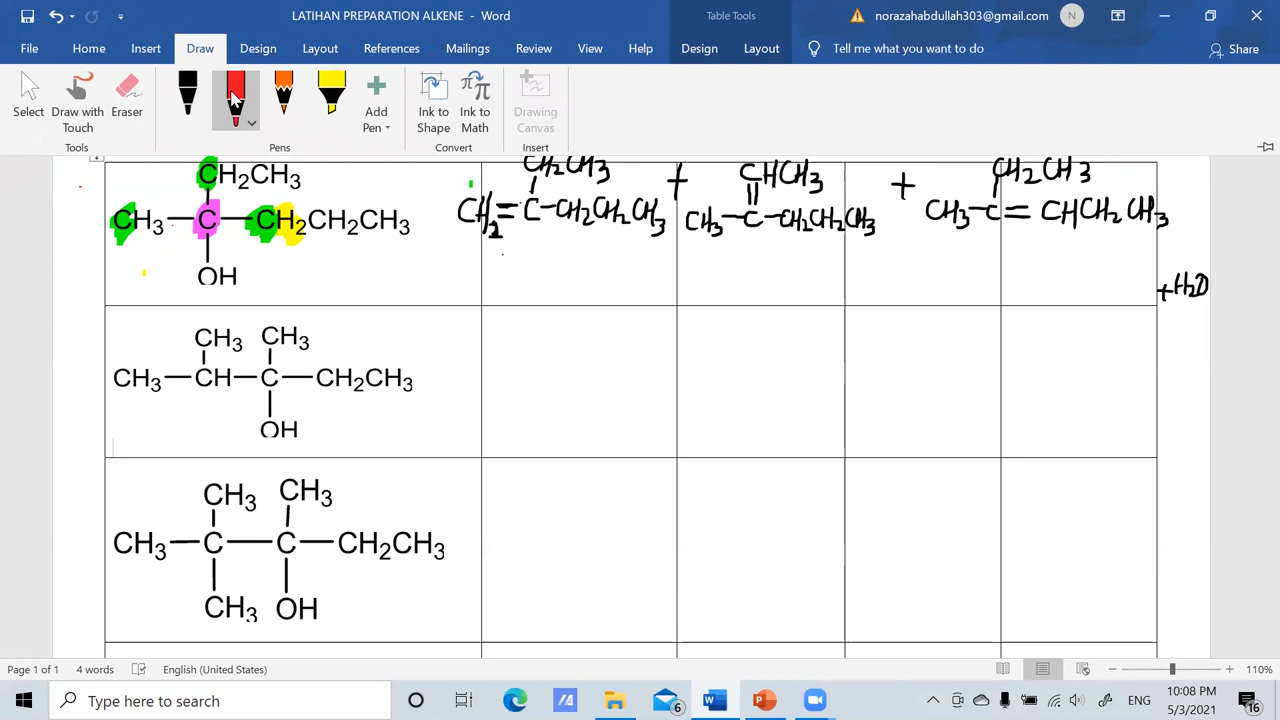 LATIHAN PREPARATION ALKENE - Word
Table Tools
norazahabdullah303@gmail.com
N
File Home Insert Draw Design Layout References Mailings Review View Help Design Layout Tell me what you want to do Share
Select
Draw with Touch
Eraser
Add Pen
Ink to Shape
Ink to Math
Drawing Canvas
Tools
Pens
Convert
Insert
CH2CH3
CH3 C CH2CH2CH3
OH
CH2CH3
CH2=C-CH2CH2CH3
+
CHCH3
CH3-C-CH2CH2CH3
+
CH2CH3
CH3-C=CHCH2CH3
+H2O
CH3 CH3
CH3 CH C CH2CH3
OH
CH3 CH3
CH3 C C CH2CH3
CH3 OH
Page 1 of 1 4 words English (United States) 110%
Type here to search
6
ENG
10:08 PM
5/3/2021
16